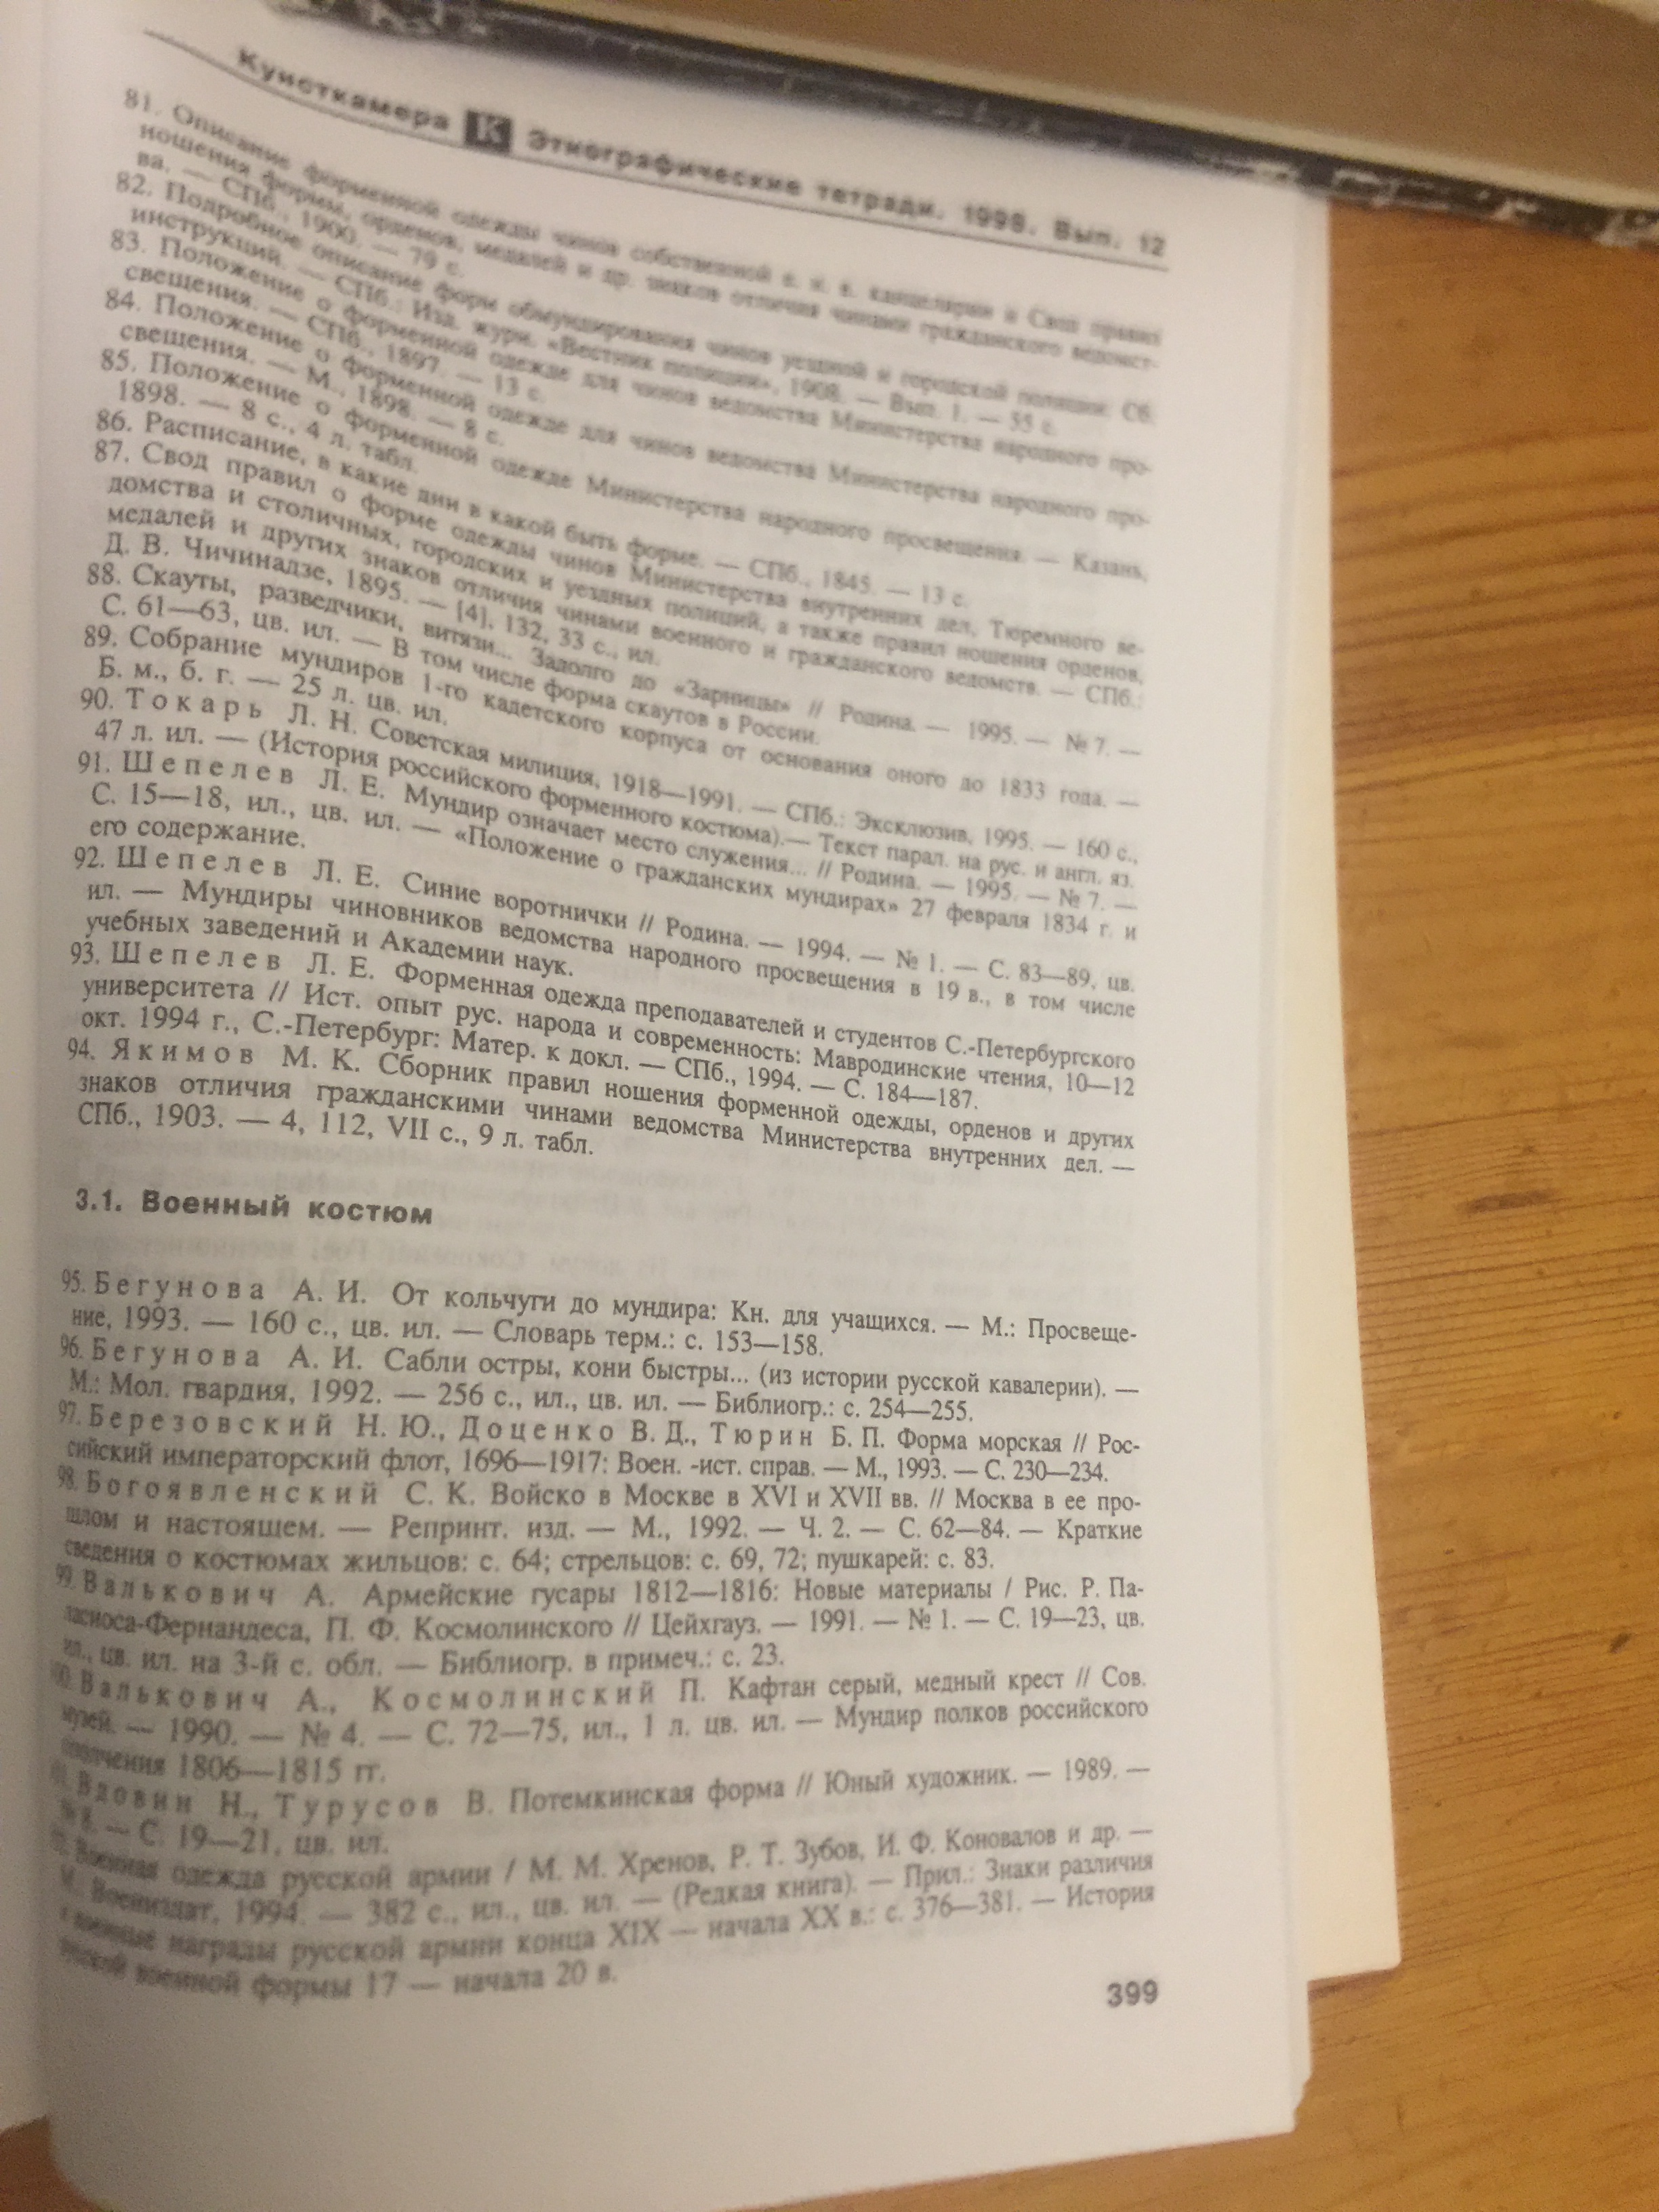 Кунсткамера К Этнографические тетради. 1998. Вып. 12
81. Описание форменной одежды чинов собственной е. и. в. канцелярии и Свод правил
ношения формы, орденов, медалей и др. знаков отличия чинами гражданского ведомст-
ва. — СПб., 1900. — 79 с.
82. Подробное описание форм обмундирования чинов уездной и городской полиции: Сб.
инструкций. — СПб.: Изд. журн. «Вестник полиции», 1908. — Вып. 1. — 55 с.
83. Положение о форменной одежде для чинов ведомства Министерства народного про-
свещения. — СПб., 1897. — 13 с.
84. Положение о форменной одежде для чинов ведомства Министерства народного про-
свещения. — М., 1898. — 8 с.
85. Положение о форменной одежде Министерства народного просвещения. — Казань,
1898. — 8 с., 4 л. табл.
86. Расписание, в какие дни в какой быть форме. — СПб., 1845. — 13 с.
87. Свод правил о форме одежды чинов Министерства внутренних дел, Тюремного ве-
домства и столичных, городских и уездных полиций, а также правил ношения орденов,
медалей и других знаков отличия чинами военного и гражданского ведомств. — СПб.:
Д. В. Чичинадзе, 1895. — [4], 132, 33 с., ил.
88. Скауты, разведчики, витязи... Задолго до «Зарницы» // Родина. — 1995. — № 7. —
С. 61—63, цв. ил. — В том числе форма скаутов в России.
89. Собрание мундиров 1-го кадетского корпуса от основания оного до 1833 года. —
Б. м., б. г. — 25 л. цв. ил.
90. Токарь Л. Н. Советская милиция, 1918—1991. — СПб.: Эксклюзив, 1995. — 160 с.,
47 л. ил. — (История российского форменного костюма).— Текст парал. на рус. и англ. яз.
91. Шепелев Л. Е. Мундир означает место служения... // Родина. — 1995. — № 7. —
С. 15—18, ил., цв. ил. — «Положение о гражданских мундирах» 27 февраля 1834 г. и
его содержание.
92. Шепелев Л. Е. Синие воротнички // Родина. — 1994. — № 1. — С. 83—89, цв.
ил. — Мундиры чиновников ведомства народного просвещения в 19 в., в том числе
учебных заведений и Академии наук.
93. Шепелев Л. Е. Форменная одежда преподавателей и студентов С.-Петербургского
университета // Ист. опыт рус. народа и современность: Мавродинские чтения, 10—12
окт. 1994 г., С.-Петербург: Матер. к докл. — СПб., 1994. — С. 184—187.
94. Якимов М. К. Сборник правил ношения форменной одежды, орденов и других
знаков отличия гражданскими чинами ведомства Министерства внутренних дел. —
СПб., 1903. — 4, 112, VII с., 9 л. табл.
3.1. Военный костюм
95. Бегунова А. И. От кольчуги до мундира: Кн. для учащихся. — М.: Просвеще-
ние, 1993. — 160 с., цв. ил. — Словарь терм.: с. 153—158.
96. Бегунова А. И. Сабли остры, кони быстры... (из истории русской кавалерии). —
М.: Мол. гвардия, 1992. — 256 с., ил., цв. ил. — Библиогр.: с. 254—255.
97. Березовский Н. Ю., Доценко В. Д., Тюрин Б. П. Форма морская // Рос-
сийский императорский флот, 1696—1917: Воен. -ист. справ. — М., 1993. — С. 230—234.
98. Богоявленский С. К. Войско в Москве в XVI и XVII вв. // Москва в ее про-
шлом и настоящем. — Репринт. изд. — М., 1992. — Ч. 2. — С. 62—84. — Краткие
сведения о костюмах жильцов: с. 64; стрельцов: с. 69, 72; пушкарей: с. 83.
99. Валькович А. Армейские гусары 1812—1816: Новые материалы / Рис. Р. Па-
ласиоса-Фернандеса, П. Ф. Космолинского // Цейхгауз. — 1991. — № 1. — С. 19—23, цв.
ил., цв. ил. на 3-й с. обл. — Библиогр. в примеч.: с. 23.
100. Валькович А., Космолинский П. Кафтан серый, медный крест // Сов.
музей. — 1990. — № 4. — С. 72—75, ил., 1 л. цв. ил. — Мундир полков российского
ополчения 1806—1815 гг.
Вдовин Н., Турусов В. Потемкинская форма // Юный художник. — 1989. —
— С. 19—21, цв. ил.
Военная одежда русской армии / М. М. Хренов, Р. Т. Зубов, И. Ф. Коновалов и др. —
М.: Воениздат, 1994. — 382 с., ил., цв. ил. — (Редкая книга). — Прил.: Знаки различия
и военные награды русской армии конца XIX — начала XX в.: с. 376—381. — История
русской военной формы 17 — начала 20 в.
399